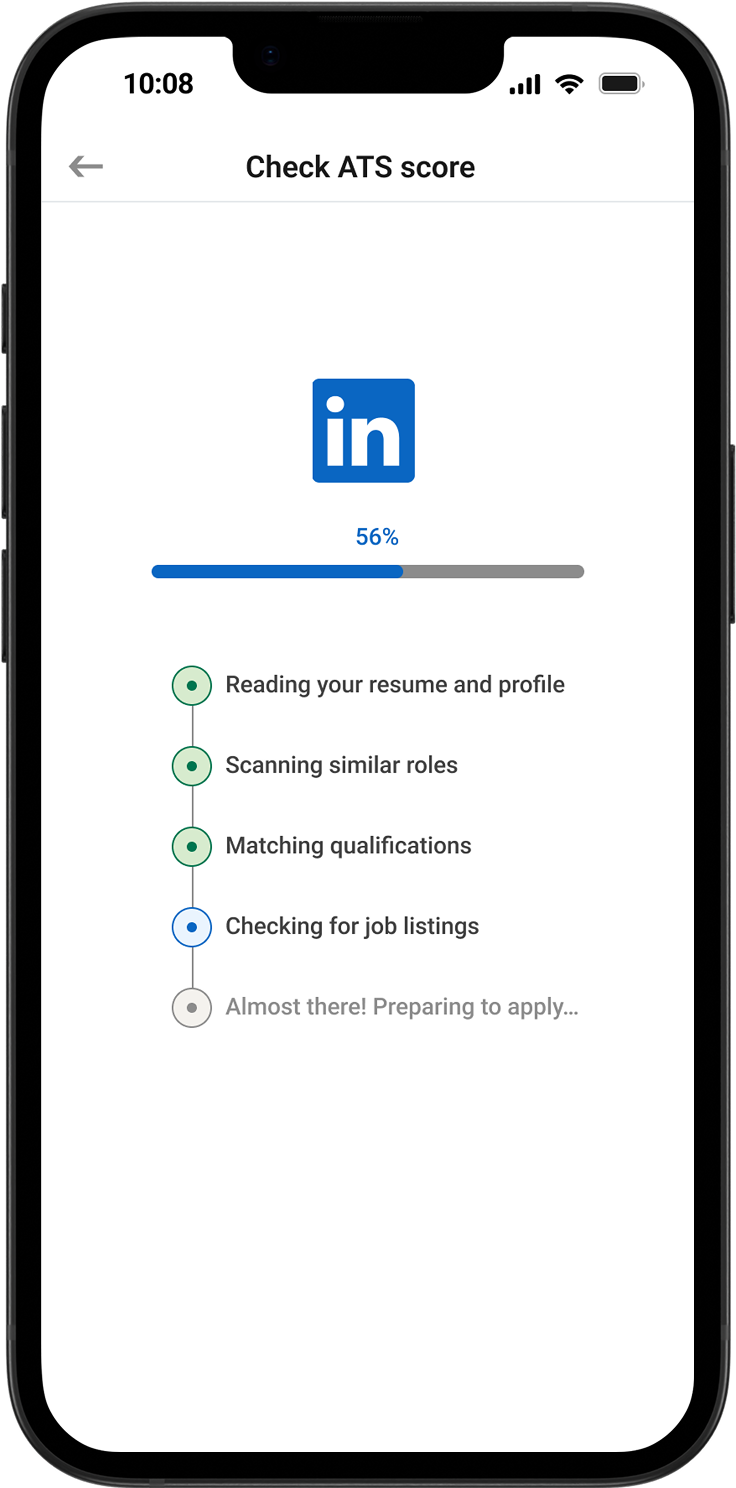 10:08
Check ATS score
in
56%
Reading your resume and profile
Scanning similar roles
Matching qualifications
Checking for job listings
Almost there! Preparing to apply...